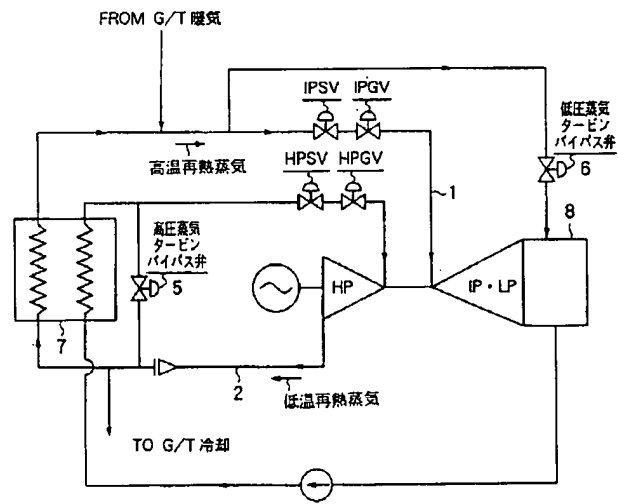 FROM G/T暖気
IPSV IPGV
低圧蒸気
タービン
バイパス弁
6
高温再熱蒸気
HPSV HPGV
1
8
高圧蒸気
タービン
バイパス弁
5
HP
IP・LP
7
2
低温再熱蒸気
TO G/T 冷却